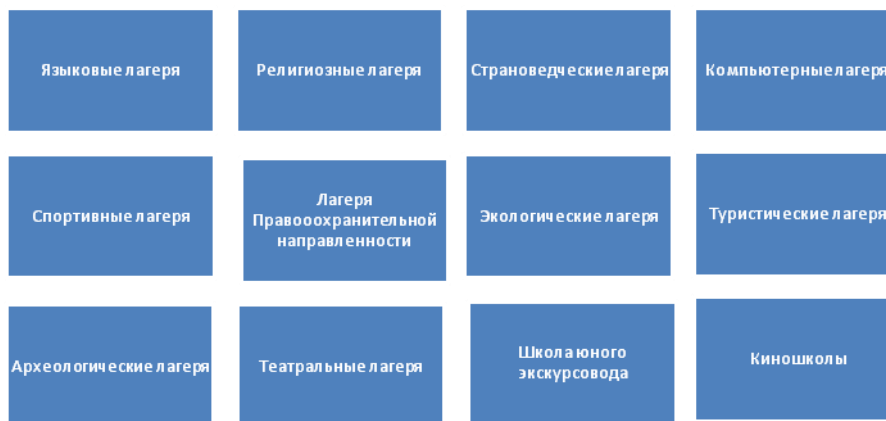 Языковые лагеря
Религиозные лагеря
Страноведческие лагеря
Компьютерные лагеря
Спортивные лагеря
Лагеря
Правооохранительной
направленности
Экологические лагеря
Туристические лагеря
Археологические лагеря
Театральные лагеря
Школа юного
экскурсовода
Киношколы